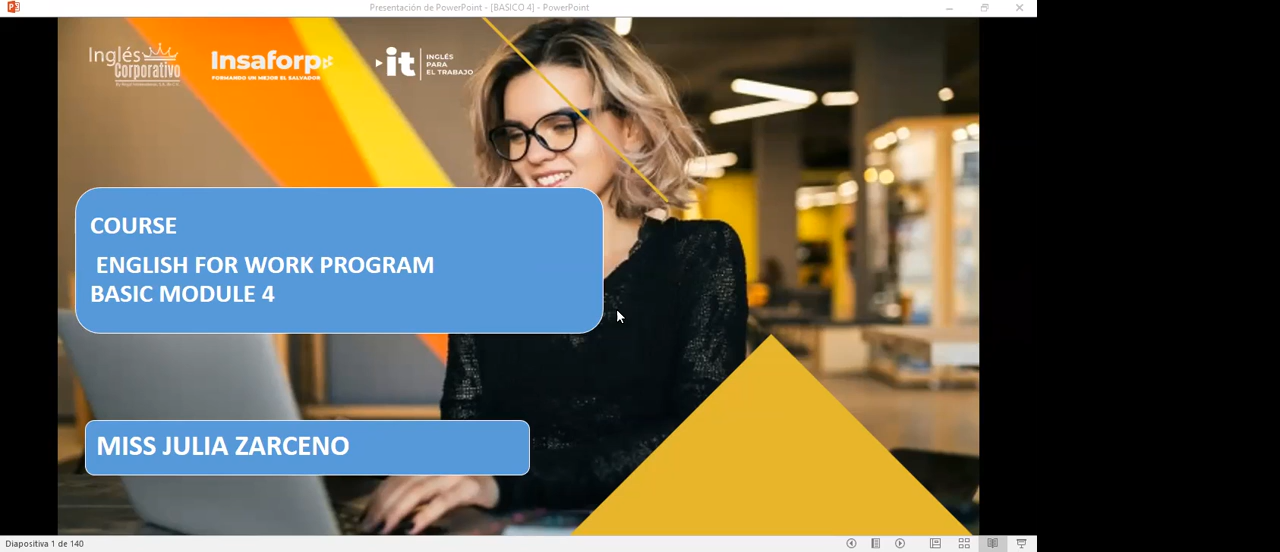 Presentación de PowerPoint - [BASICO 4] - PowerPoint
Inglés
Corporativo
Insaforp
FORMANDO UN MEJOR EL SALVADOR
it
INGLÉS
PARA
EL TRABAJO
COURSE
ENGLISH FOR WORK PROGRAM
BASIC MODULE 4
MISS JULIA ZARCENO
Diapositiva 1 de 140